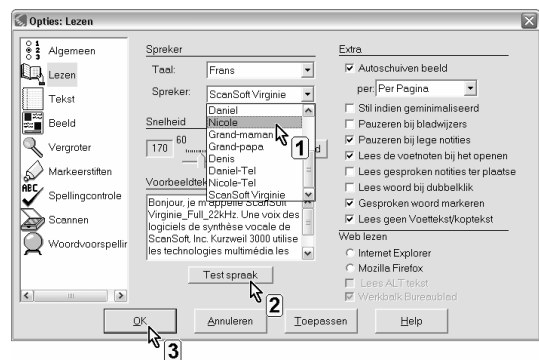 Opties: Lezen
Algemeen
Lezen
Tekst
Beeld
Vergroter
Markeerstiften
Spellingcontrole
Scannen
Woordvoorspellir
Spreker
Taal: Frans
Spreker: ScanSoft Virginie
Daniel
Nicole
Grand-maman
Grand-papa
Denis
Daniel-Tel
Nicole-Tel
ScanSoft Virginie
Snelheid
170 60
Voorbeeldtek
Bonjour, je m'appelle ScanSoft
Virginie_Full_22kHz. Une voix des
logiciels de synthèse vocale de
ScanSoft, Inc. Kurzweil 3000 utilise
les technologies multimédia les
Test spraak
Extra
Autoschuiven beeld
per: Per Pagina
Stil indien geminimaliseerd
Pauzeren bij bladwijzers
Pauzeren bij lege notities
Lees de voetnoten bij het openen
Lees gesproken notities ter plaatse
Lees woord bij dubbelklik
Gesproken woord markeren
Lees geen Voettekst/koptekst
Web lezen
Internet Explorer
Mozilla Firefox
Lees ALT tekst
Werkbalk Bureaublad
OK Annuleren Toepassen Help
1
2
3